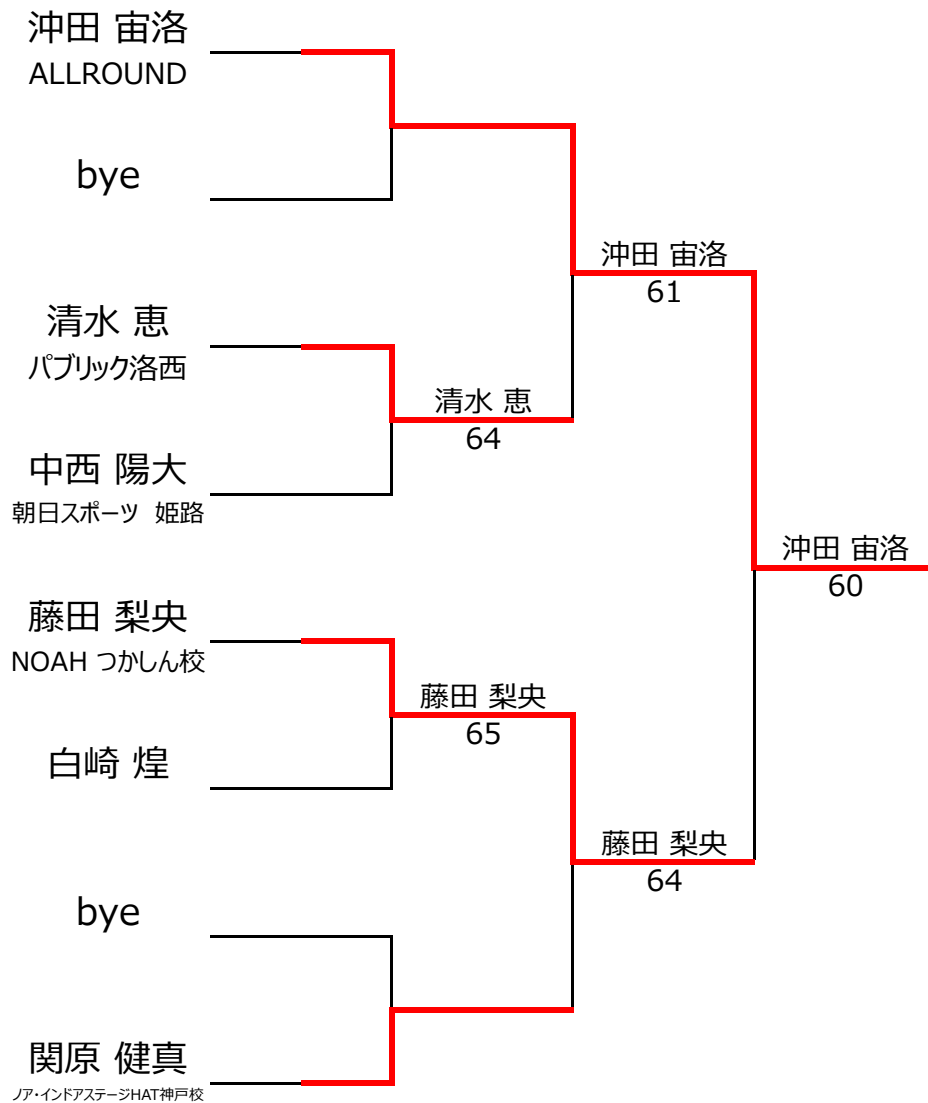 沖田 宙洛
ALLROUND
bye
清水 恵
パブリック洛西
中西 陽大
朝日スポーツ　姫路
藤田 梨央
NOAH つかしん校
白崎 煌
bye
関原 健真
ノア・インドアステージHAT神戸校
清水 恵
64
藤田 梨央
65
沖田 宙洛
61
藤田 梨央
64
沖田 宙洛
60